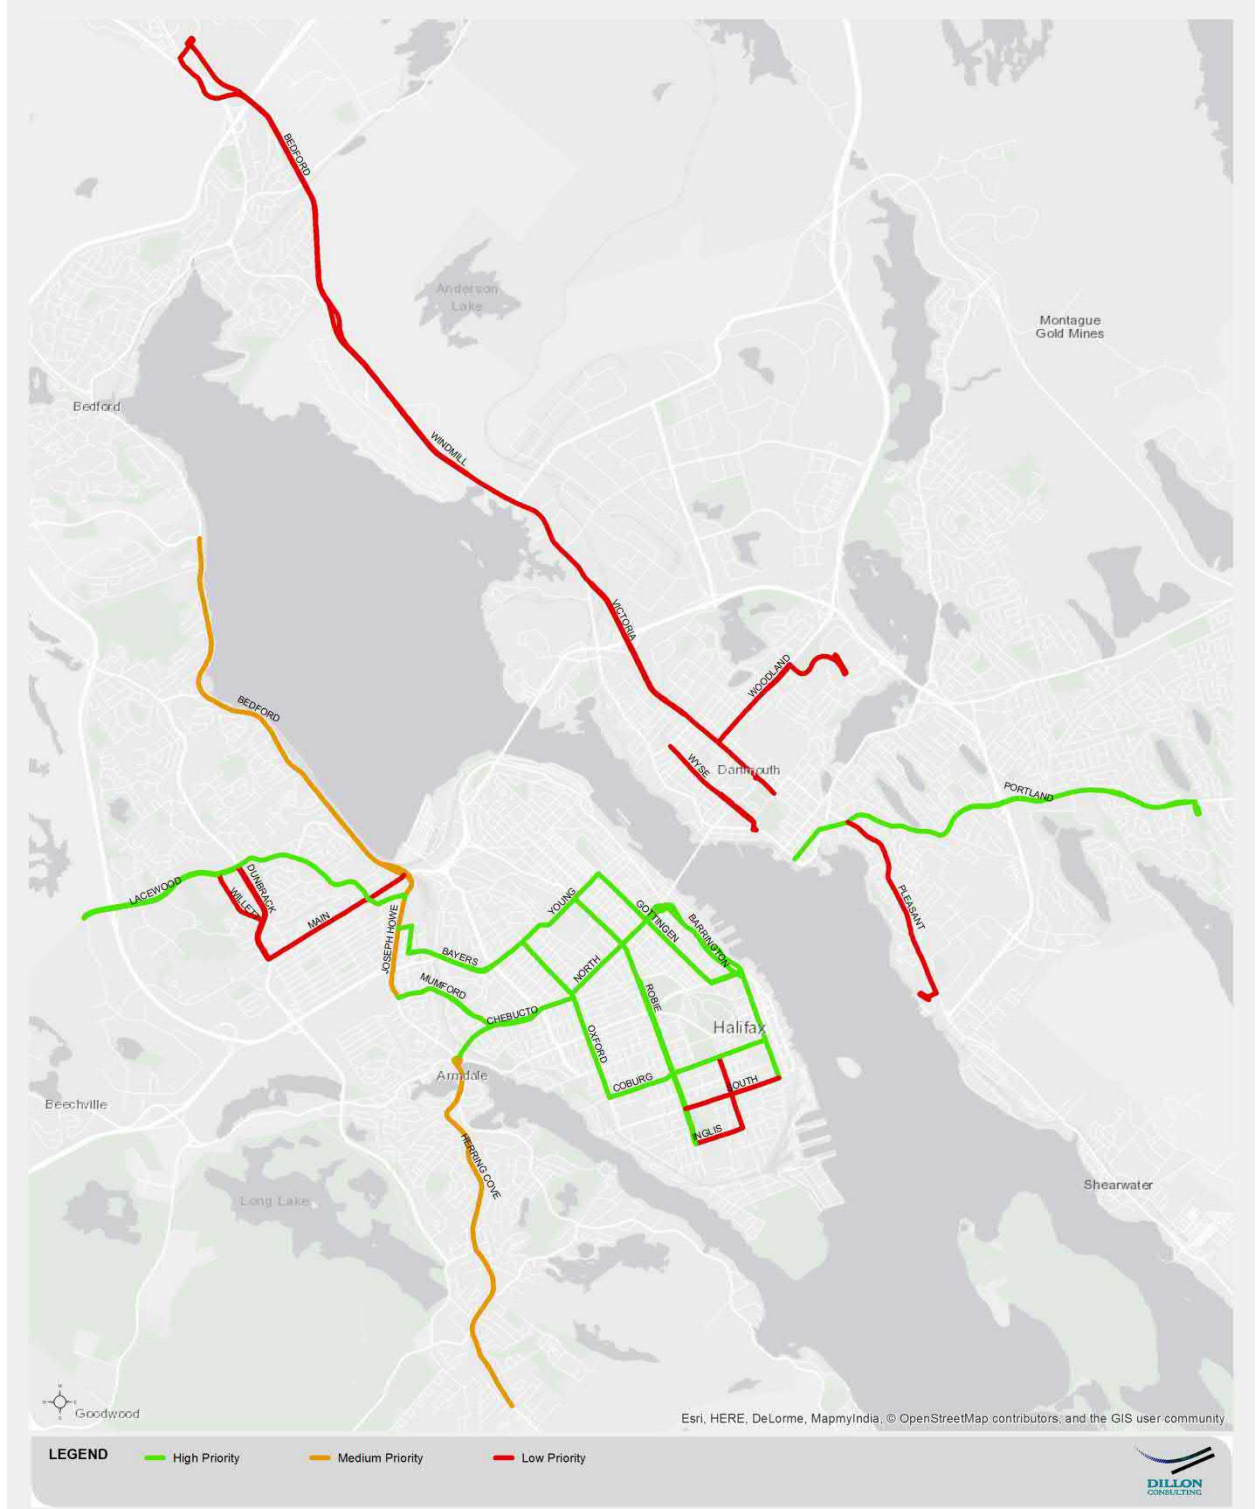 BEDFORD
Anderson
Lake
Montague
Gold Mines
Bedford
WINDMILL
VICTORIA
WOODLAND
BEDFORD
WYSE
Dartmouth
PORTLAND
LACEWOOD
DUNBRACK
WILLETT
MAIN
JOSEPH HOWE
YOUNG
GOTTINGEN
BARRINGTON
PLEASANT
BAYERS
NORTH
MUMFORD
ROBIE
CHEBUCTO
OXFORD
Halifax
COBURG
SOUTH
Armdale
Beechville
INGLIS
HERRING COVE
Long Lake
Shearwater
Goodwood
N
Esri, HERE, DeLorme, MapmyIndia, © OpenStreetMap contributors, and the GIS user community
LEGEND
High Priority
Medium Priority
Low Priority
DILLON
CONSULTING